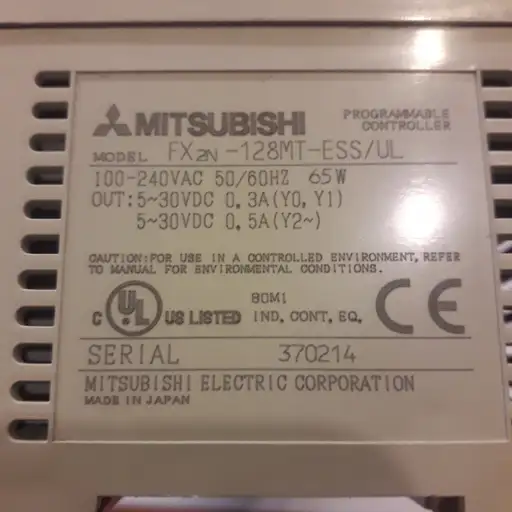 MITSUBISHI PROGRAMMABLE CONTROLLER
MODEL FX2N-128MT-ESS/UL
100-240VAC 50/60HZ 65W
OUT:5~30VDC 0.3A(Y0, Y1)
5~30VDC 0.5A(Y2~)
CAUTION:FOR USE IN A CONTROLLED ENVIRONMENT, REFER
TO MANUAL FOR ENVIRONMENTAL CONDITIONS.
C UL US LISTED 80M1 IND. CONT. EQ. CE
SERIAL 370214
MITSUBISHI ELECTRIC CORPORATION
MADE IN JAPAN